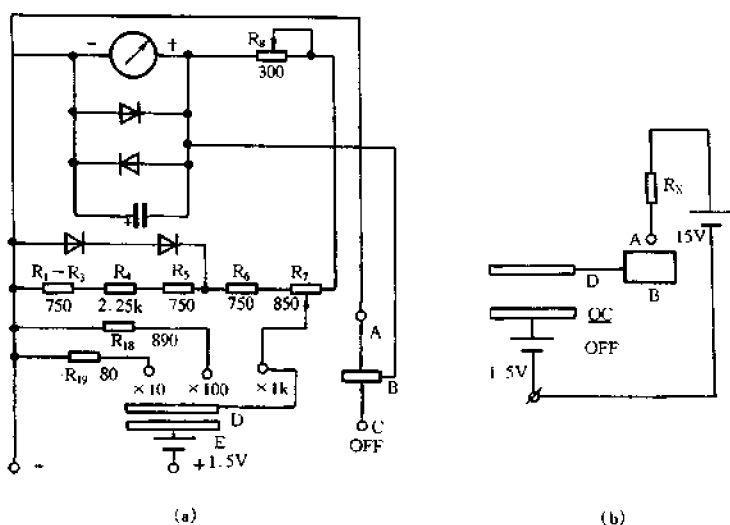 - +
R8
300
+
R1-R3 R4 R5 R6 R7
750 2.25k 750 750 850
R18 890
R19 80
×10 ×100 ×1k
D
E
+1.5V
-
A
B
C
OFF
(a)
RX
A
15V
D
B
OC
OFF
1.5V
(b)